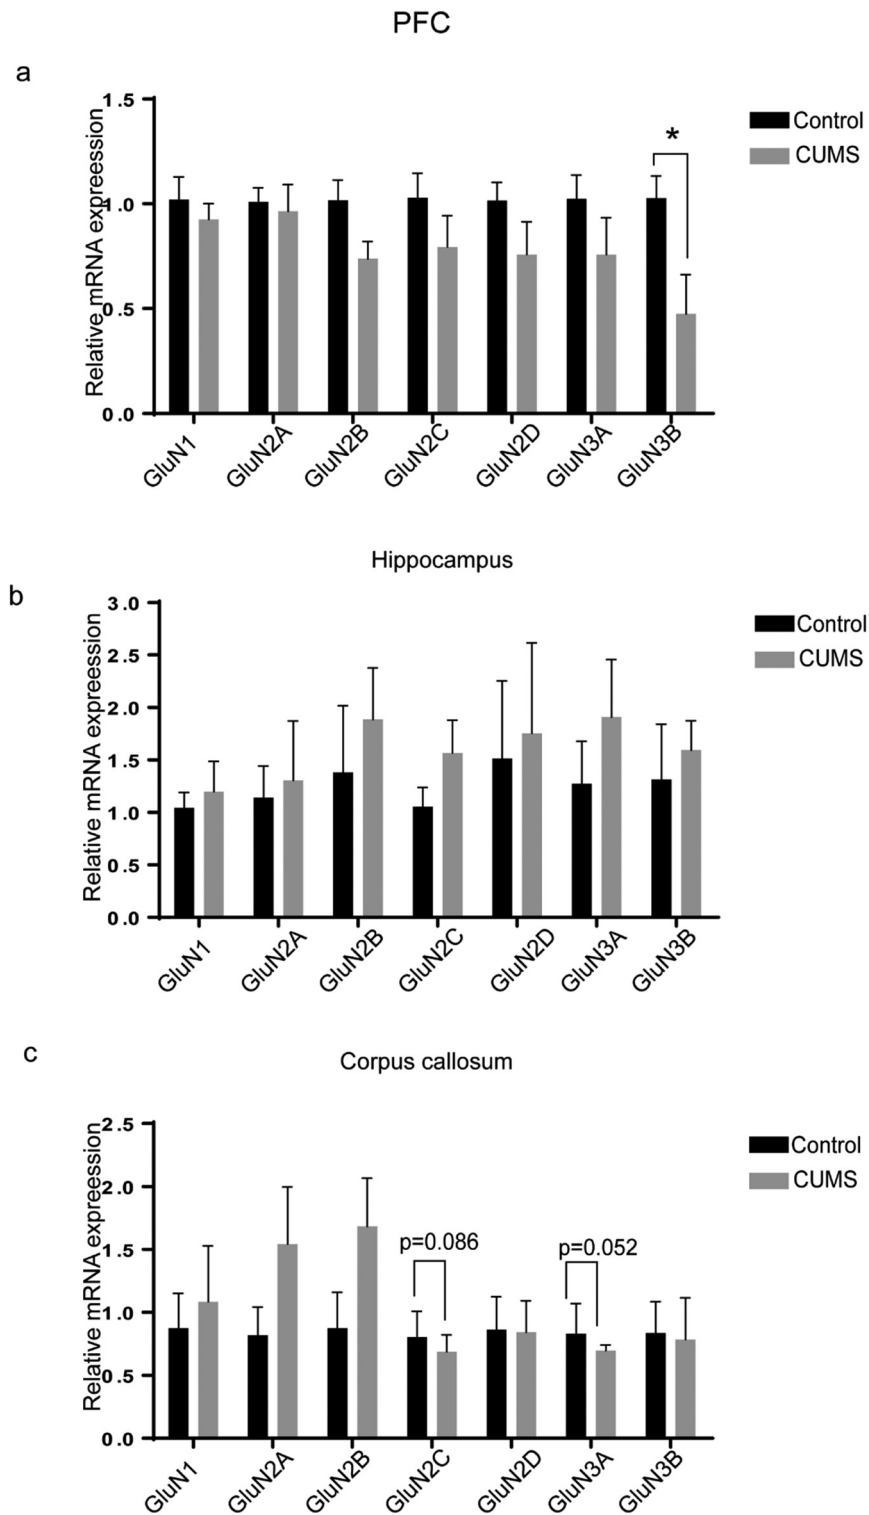 PFC
a
Relative mRNA expreession
1.5
1.0
0.5
0.0
*
Control
CUMS
GluN1
GluN2A
GluN2B
GluN2C
GluN2D
GluN3A
GluN3B
Hippocampus
b
Relative mRNA expreession
3.0
2.5
2.0
1.5
1.0
0.5
0.0
Control
CUMS
GluN1
GluN2A
GluN2B
GluN2C
GluN2D
GluN3A
GluN3B
c
Corpus callosum
Relative mRNA expreession
2.5
2.0
1.5
1.0
0.5
0.0
p=0.086
p=0.052
Control
CUMS
GluN1
GluN2A
GluN2B
GluN2C
GluN2D
GluN3A
GluN3B